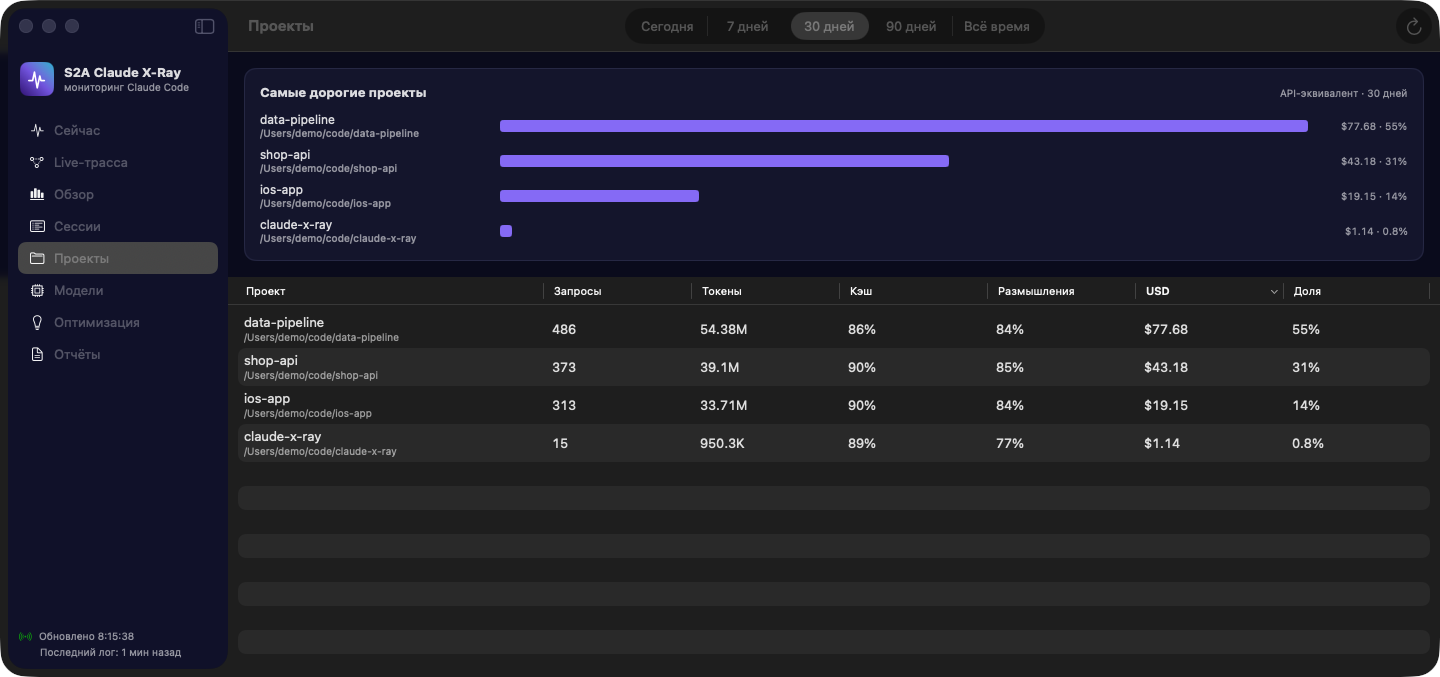 Проекты
Сегодня
7 дней
30 дней
90 дней
Всё время
S2A Claude X-Ray
мониторинг Claude Code
Сейчас
Live-трасса
Обзор
Сессии
Проекты
Модели
Оптимизация
Отчёты
Обновлено 8:15:38
Последний лог: 1 мин назад
Самые дорогие проекты
API-эквивалент · 30 дней
data-pipeline
/Users/demo/code/data-pipeline
$77.68 · 55%
shop-api
/Users/demo/code/shop-api
$43.18 · 31%
ios-app
/Users/demo/code/ios-app
$19.15 · 14%
claude-x-ray
/Users/demo/code/claude-x-ray
$1.14 · 0.8%
Проект Запросы Токены Кэш Размышления USD Доля
data-pipeline
/Users/demo/code/data-pipeline
486 54.38M 86% 84% $77.68 55%
shop-api
/Users/demo/code/shop-api
373 39.1M 90% 85% $43.18 31%
ios-app
/Users/demo/code/ios-app
313 33.71M 90% 84% $19.15 14%
claude-x-ray
/Users/demo/code/claude-x-ray
15 950.3K 89% 77% $1.14 0.8%